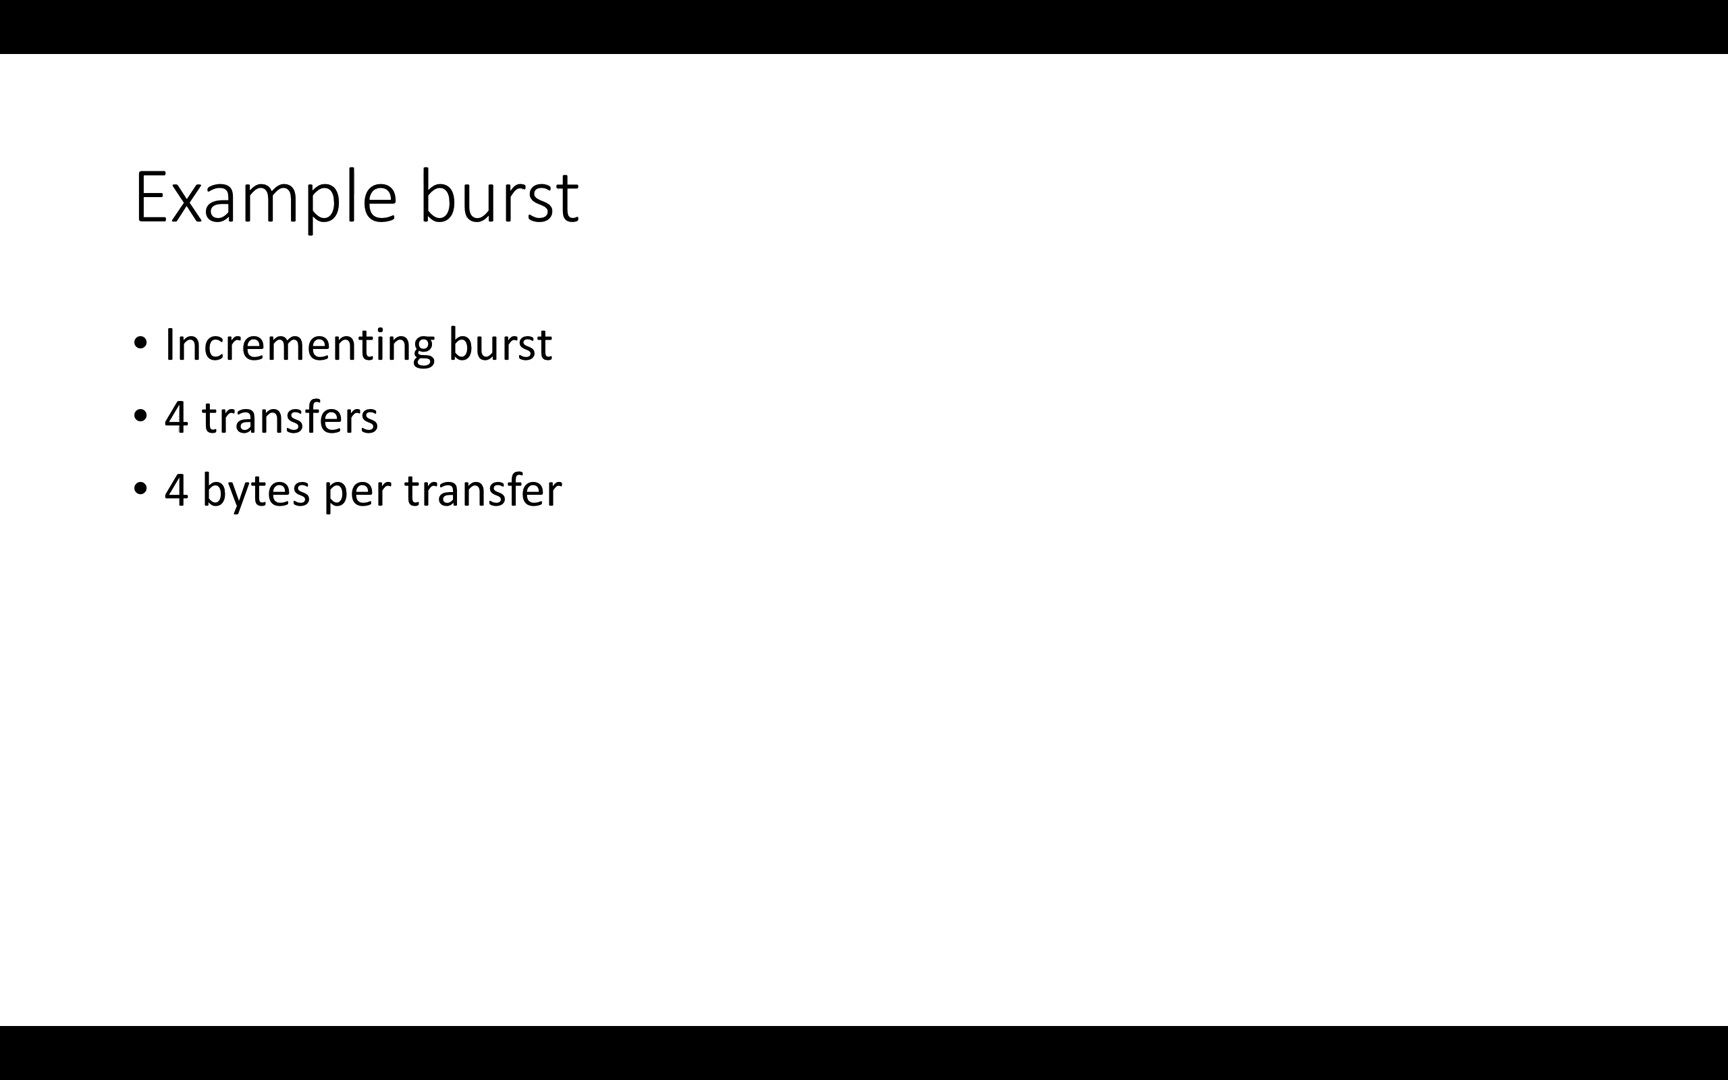 Example burst
• Incrementing burst
• 4 transfers
• 4 bytes per transfer